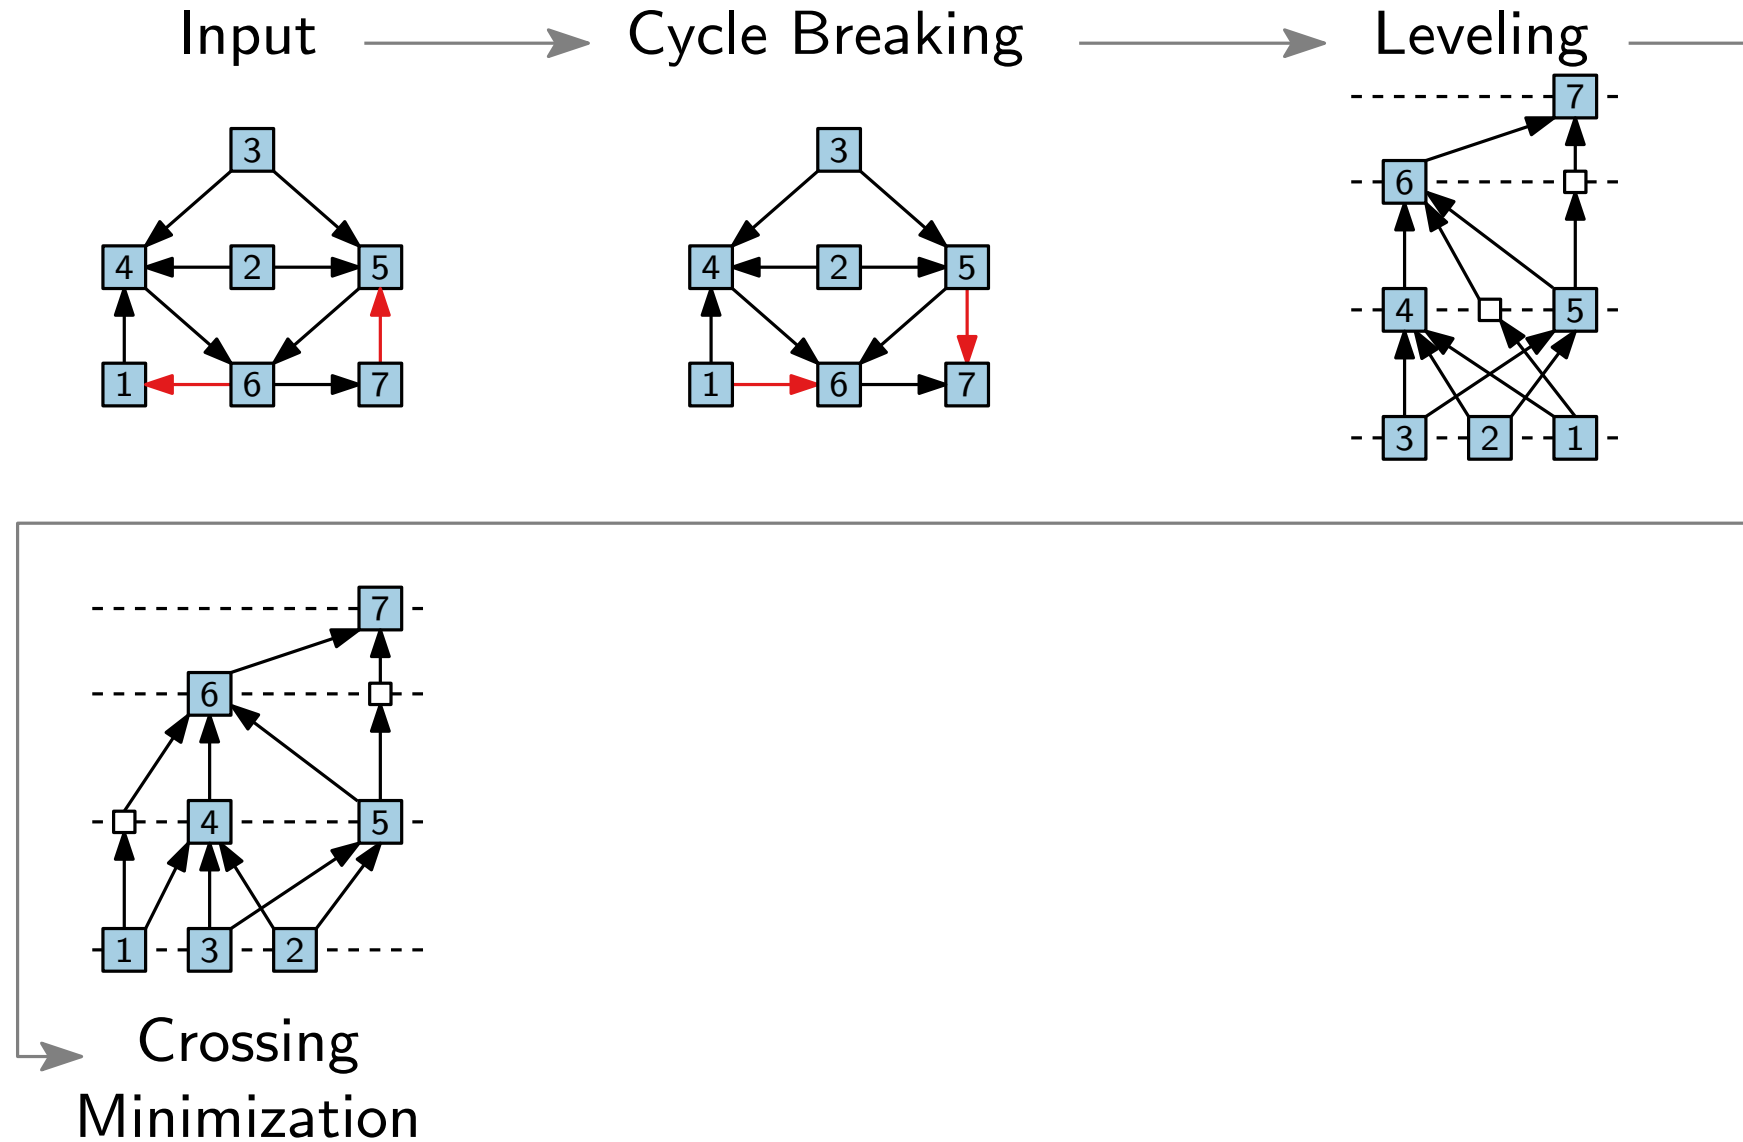 Input Cycle Breaking Leveling
7
3 3
6
4 2 5 4 2 5
4 5
1 6 7 1 6 7
3 2 1
7
6
4 5
1 3 2
Crossing
Minimization